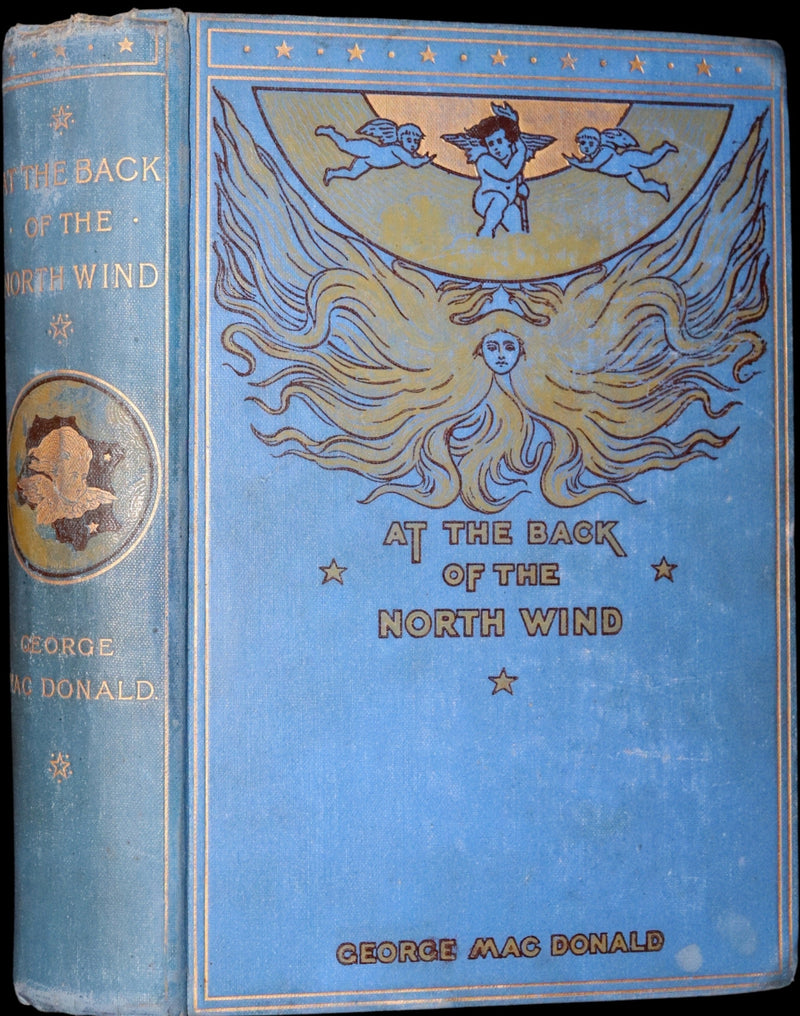 AT THE BACK
· OF THE ·
NORTH WIND
GEORGE
MAC DONALD.
AT THE BACK
OF THE
NORTH WIND
GEORGE MAC DONALD